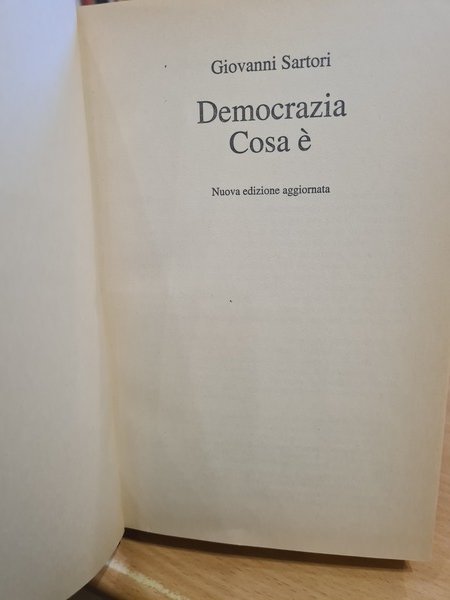 Giovanni Sartori
Democrazia
Cosa è
Nuova edizione aggiornata